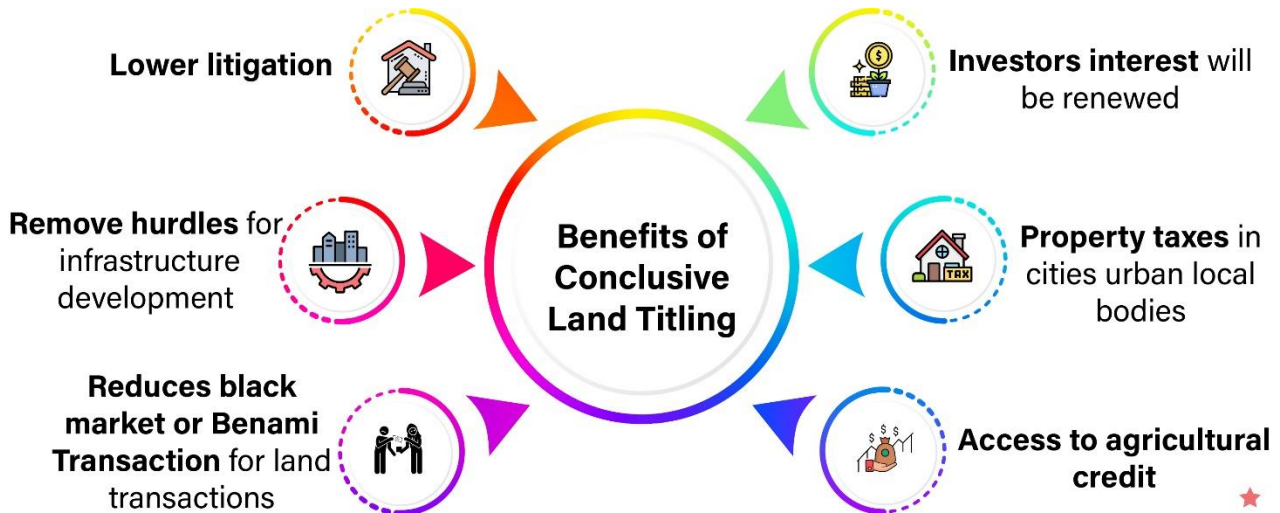 Lower litigation
Investors interest will
be renewed
Remove hurdles for
infrastructure
development
Benefits of
Conclusive
Land Titling
Property taxes in
cities urban local
bodies
TAX
Reduces black
market or Benami
Transaction for land
transactions
Access to agricultural
credit
$
$ $ $